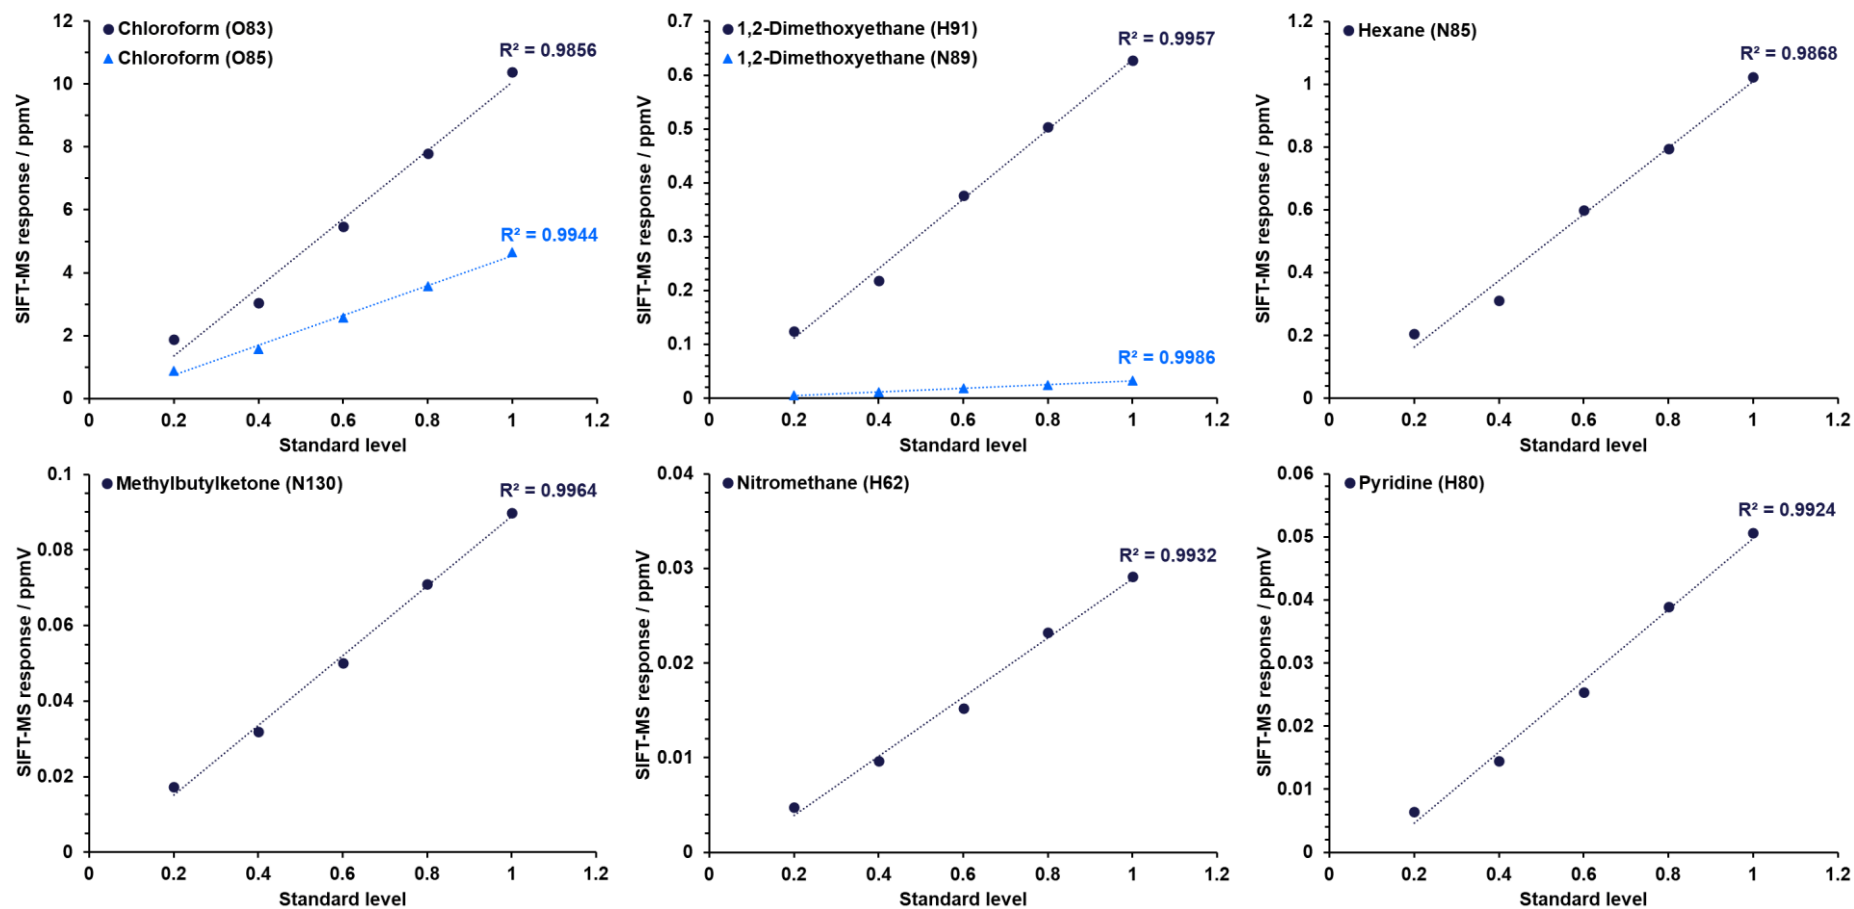 Chloroform (O83)
Chloroform (O85)
R² = 0.9856
R² = 0.9944
12
10
8
6
4
2
0
0
0.2
0.4
0.6
0.8
1
1.2
SIFT-MS response / ppmV
Standard level
1,2-Dimethoxyethane (H91)
1,2-Dimethoxyethane (N89)
R² = 0.9957
R² = 0.9986
0.7
0.6
0.5
0.4
0.3
0.2
0.1
0
0
0.2
0.4
0.6
0.8
1
1.2
SIFT-MS response / ppmV
Standard level
Hexane (N85)
R² = 0.9868
1.2
1
0.8
0.6
0.4
0.2
0
0
0.2
0.4
0.6
0.8
1
1.2
SIFT-MS response / ppmV
Standard level
Methylbutylketone (N130)
R² = 0.9964
0.1
0.08
0.06
0.04
0.02
0
0
0.2
0.4
0.6
0.8
1
1.2
SIFT-MS response / ppmV
Standard level
Nitromethane (H62)
R² = 0.9932
0.04
0.03
0.02
0.01
0
0
0.2
0.4
0.6
0.8
1
1.2
SIFT-MS response / ppmV
Standard level
Pyridine (H80)
R² = 0.9924
0.06
0.05
0.04
0.03
0.02
0.01
0
0
0.2
0.4
0.6
0.8
1
1.2
SIFT-MS response / ppmV
Standard level